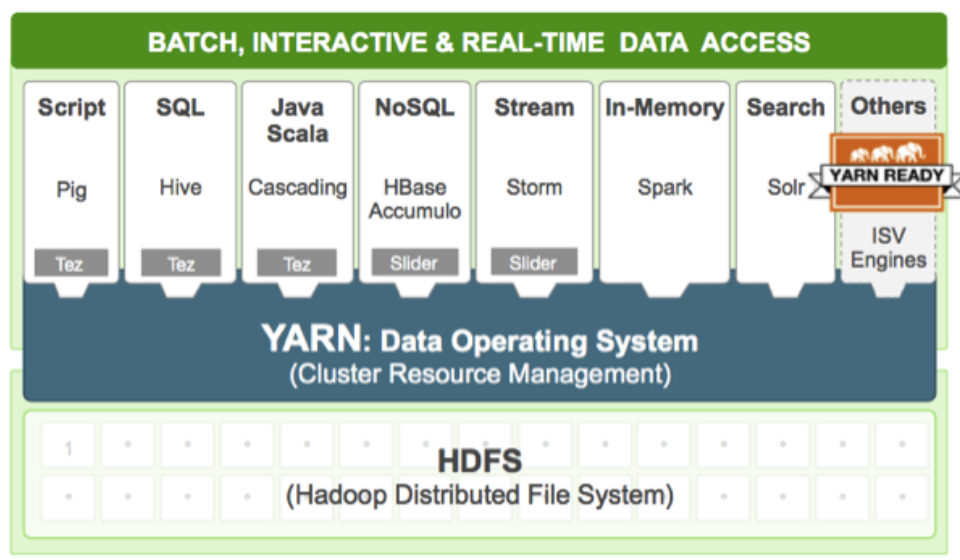 BATCH, INTERACTIVE & REAL-TIME DATA ACCESS
Script
Pig
Tez
SQL
Hive
Tez
Java
Scala
Cascading
Tez
NoSQL
HBase
Accumulo
Slider
Stream
Storm
Slider
In-Memory
Spark
Search
Solr
Others
YARN READY
ISV
Engines
YARN: Data Operating System
(Cluster Resource Management)
1
HDFS
(Hadoop Distributed File System)